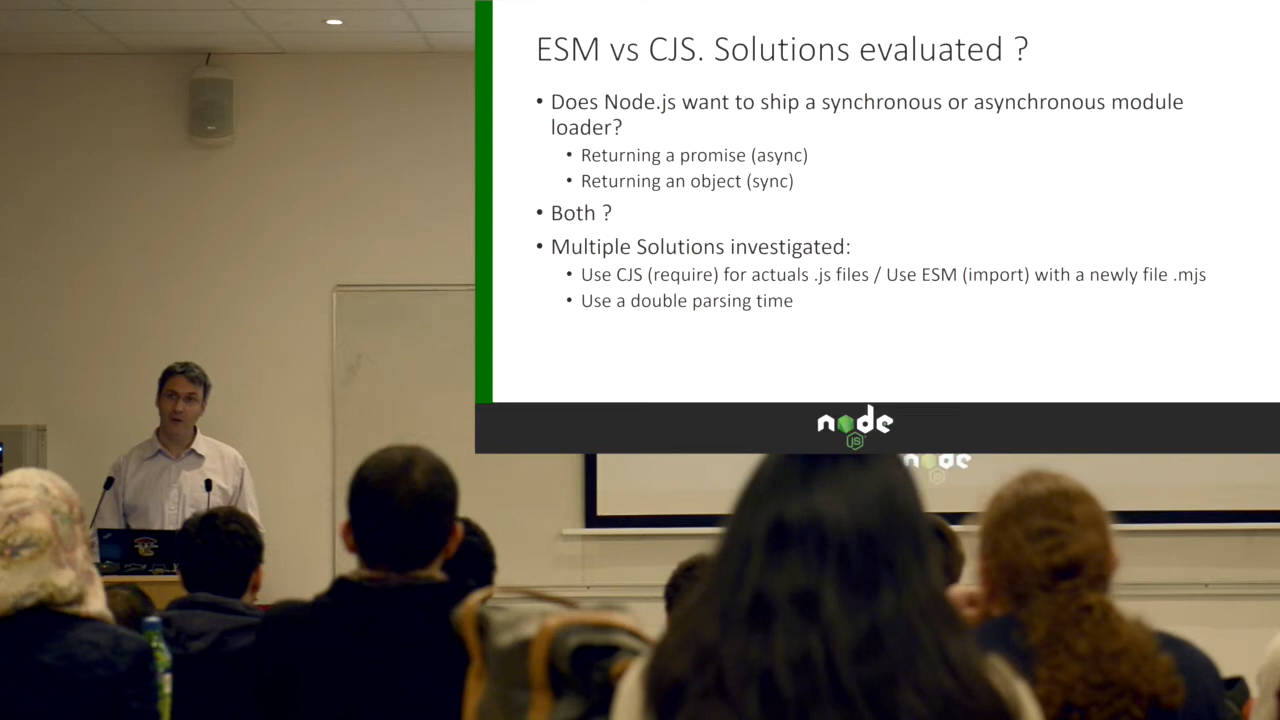 ESM vs CJS. Solutions evaluated ?
• Does Node.js want to ship a synchronous or asynchronous module
loader?
• Returning a promise (async)
• Returning an object (sync)
• Both ?
• Multiple Solutions investigated:
• Use CJS (require) for actuals .js files / Use ESM (import) with a newly file .mjs
• Use a double parsing time
node
JS
node